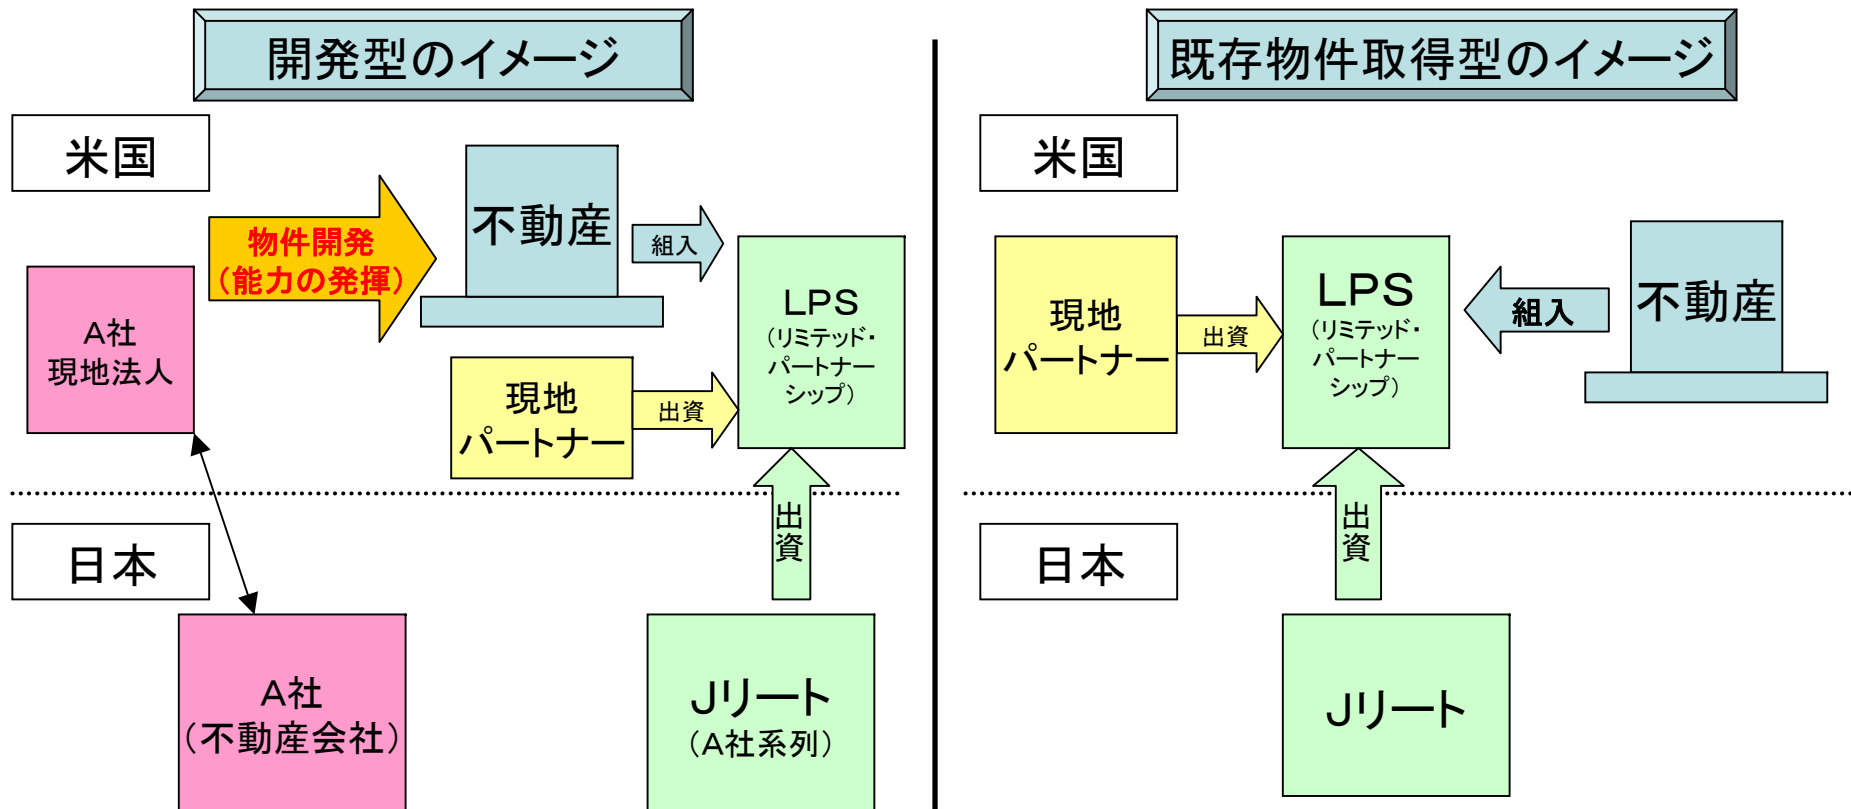 開発型のイメージ
米国
物件開発
(能力の発揮)
不動産
組入
A社
現地法人
LPS
(リミテッド・
パートナー
シップ)
現地
パートナー
出資
出資
日本
A社
(不動産会社)
Jリート
(A社系列)
既存物件取得型のイメージ
米国
現地
パートナー
出資
LPS
(リミテッド・
パートナー
シップ)
組入
不動産
出資
日本
Jリート